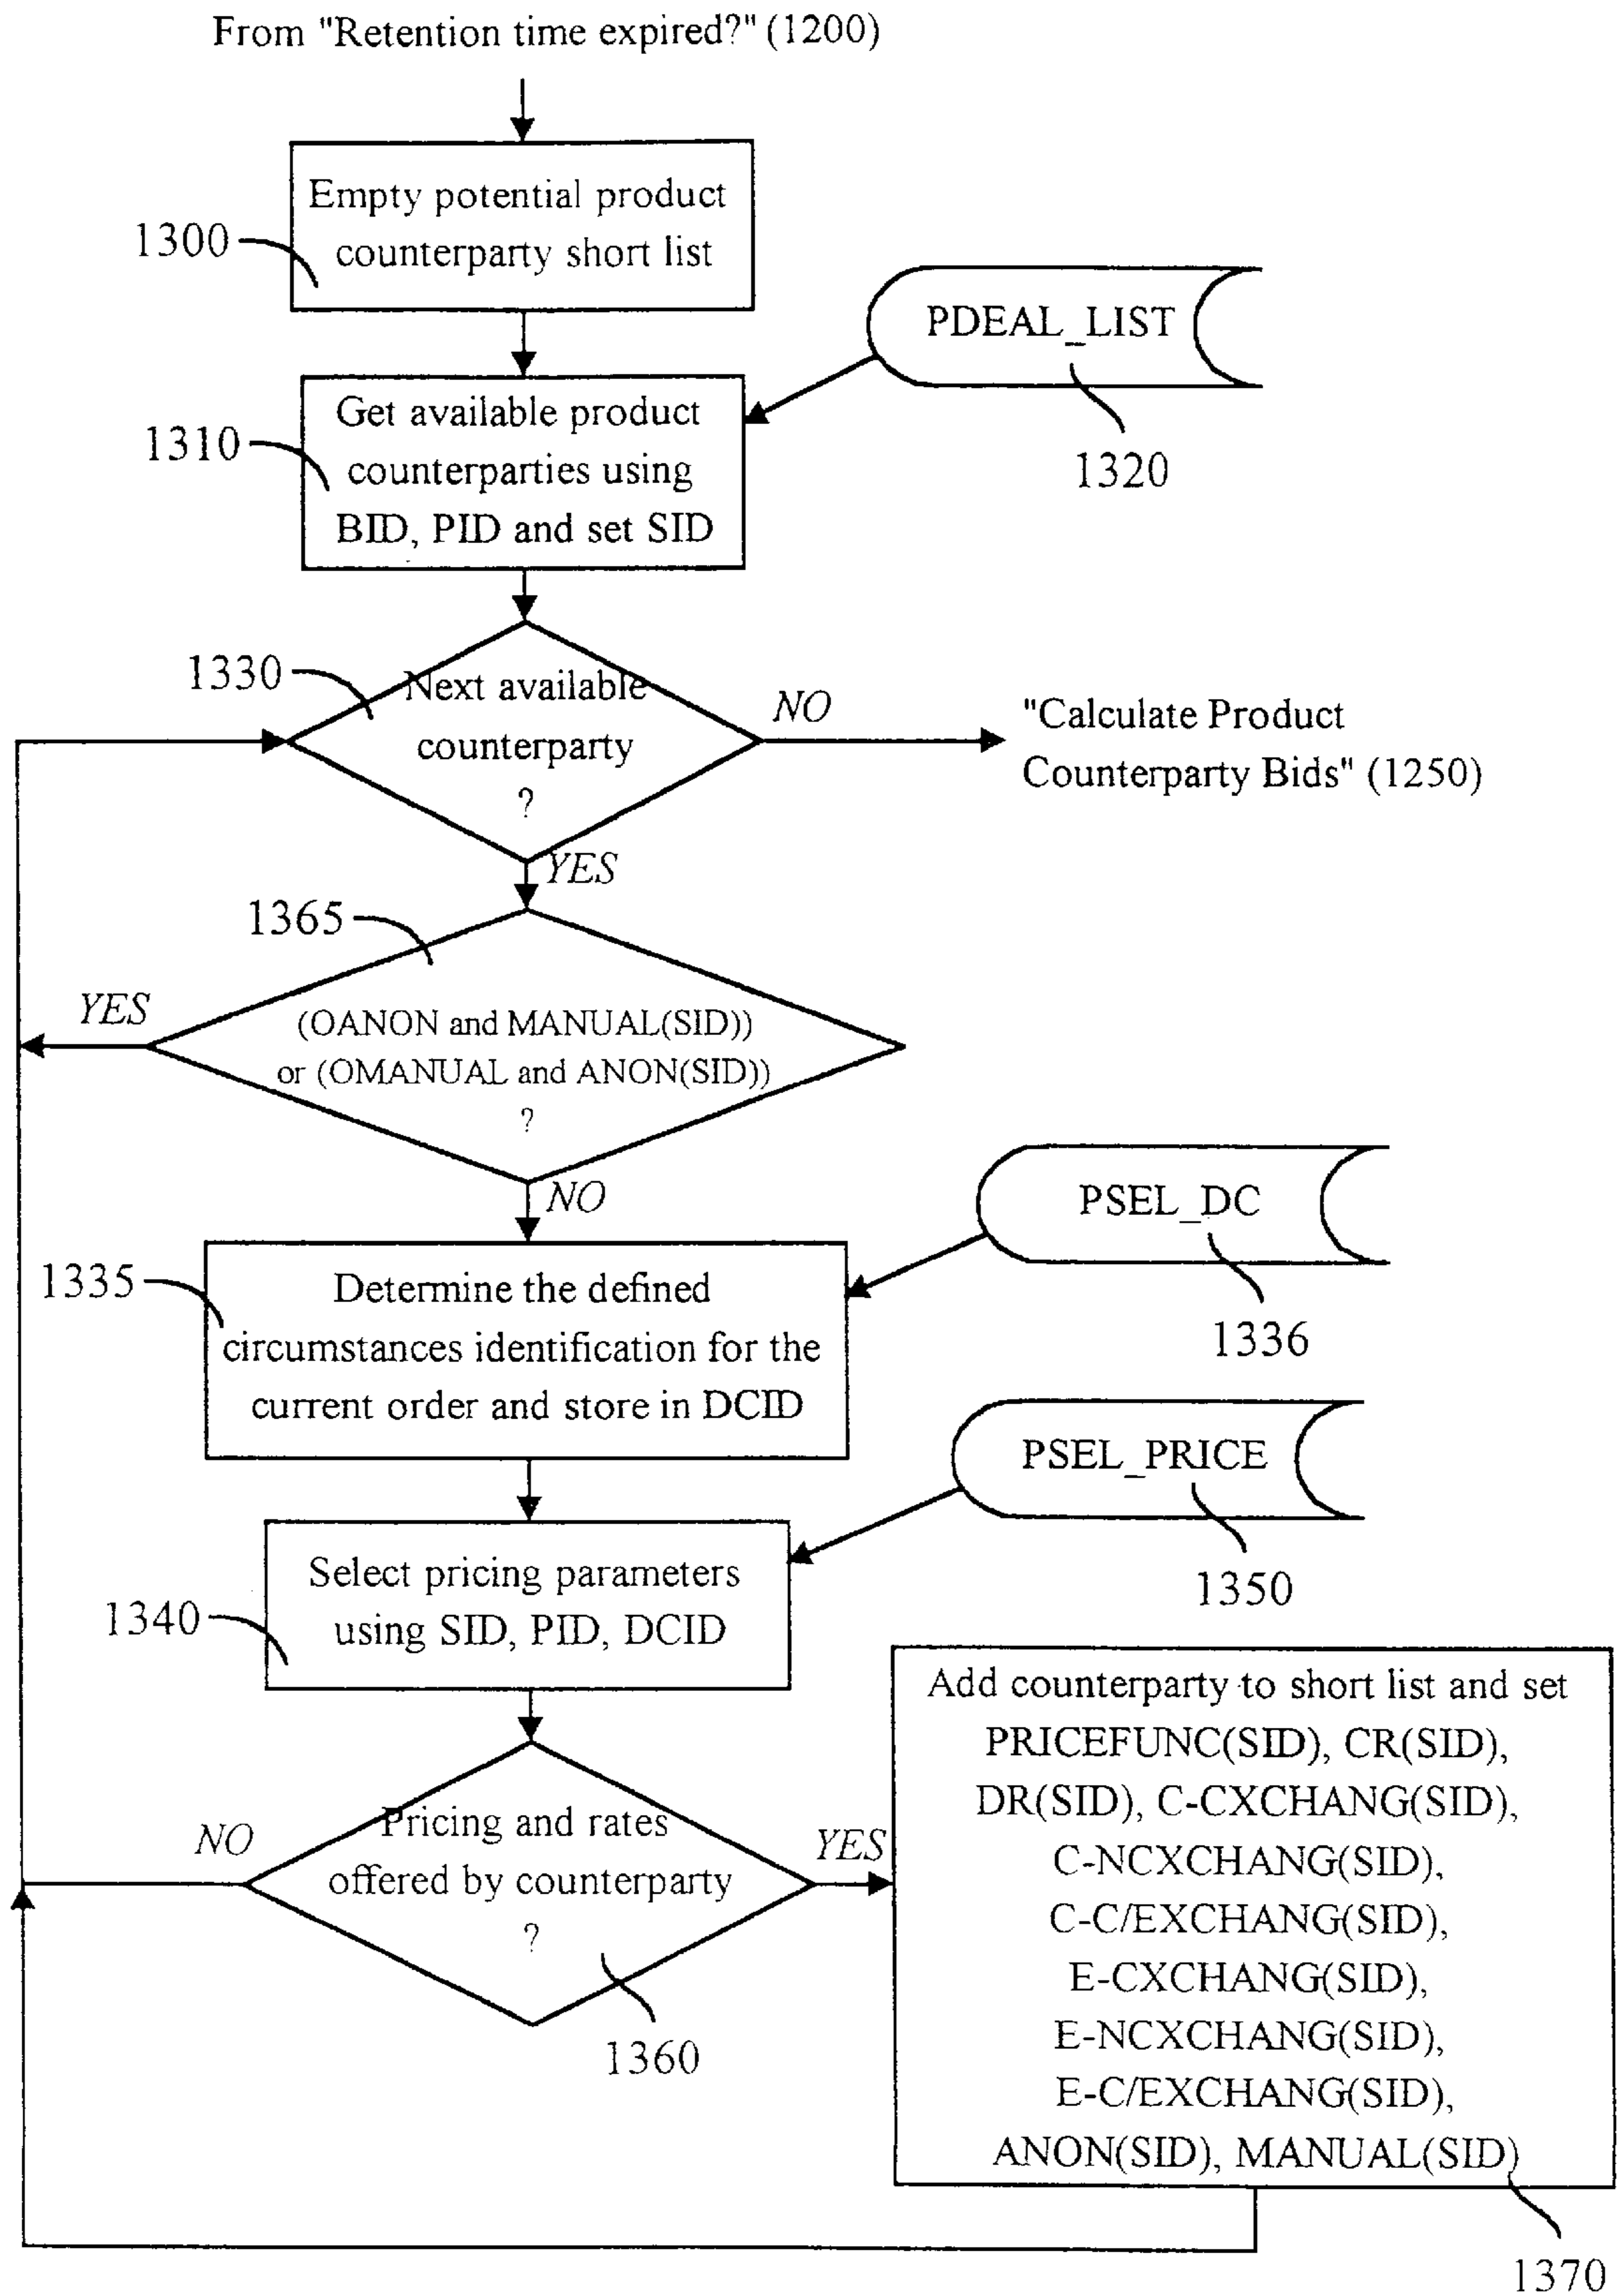 From "Retention time expired?" (1200)
Empty potential product
counterparty short list
1300
PDEAL_LIST
1320
Get available product
counterparties using
BID, PID and set SID
1310
1330
Next available
counterparty
?
NO
"Calculate Product
Counterparty Bids" (1250)
YES
1365
YES
(OANON and MANUAL(SID))
or (OMANUAL and ANON(SID))
?
NO
PSEL_DC
1336
1335
Determine the defined
circumstances identification for the
current order and store in DCID
PSEL_PRICE
1350
Select pricing parameters
using SID, PID, DCID
1340
Pricing and rates
offered by counterparty
?
NO
YES
1360
Add counterparty to short list and set
PRICEFUNC(SID), CR(SID),
DR(SID), C-CXCHANG(SID),
C-NCXCHANG(SID),
C-C/EXCHANG(SID),
E-CXCHANG(SID),
E-NCXCHANG(SID),
E-C/EXCHANG(SID),
ANON(SID), MANUAL(SID)
1370